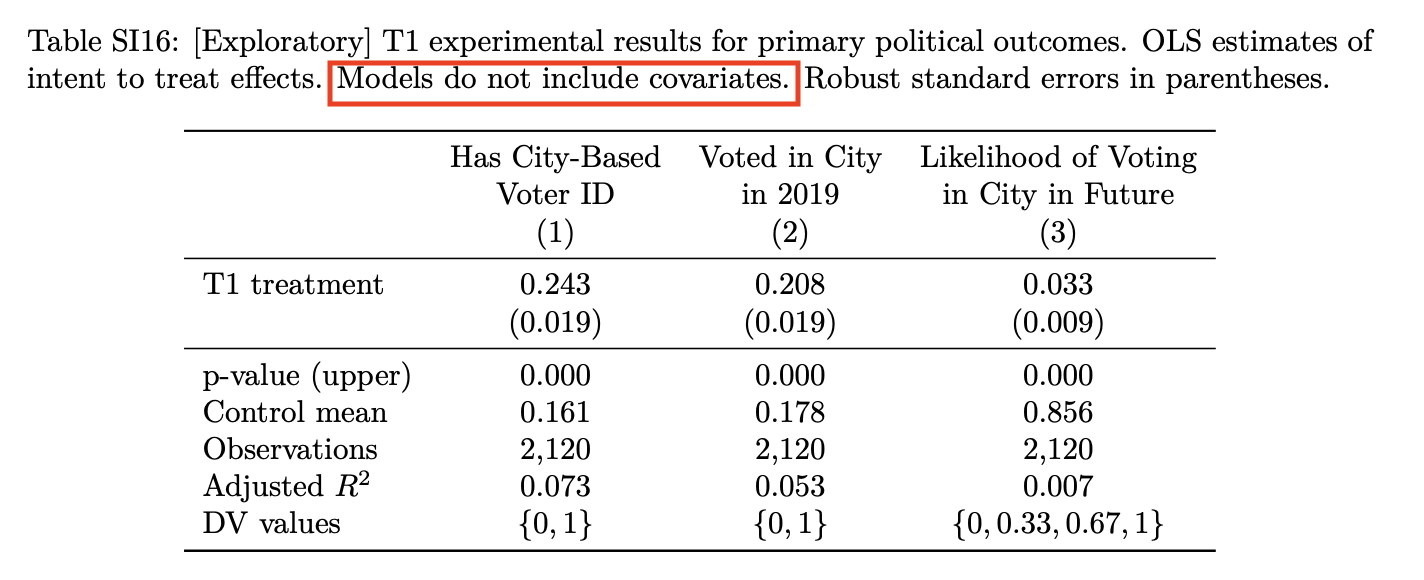 Table SI16: [Exploratory] T1 experimental results for primary political outcomes. OLS estimates of
intent to treat effects. Models do not include covariates. Robust standard errors in parentheses.
Has City-Based Voted in City Likelihood of Voting
Voter ID in 2019 in City in Future
(1) (2) (3)
T1 treatment 0.243 0.208 0.033
(0.019) (0.019) (0.009)
p-value (upper) 0.000 0.000 0.000
Control mean 0.161 0.178 0.856
Observations 2,120 2,120 2,120
Adjusted R² 0.073 0.053 0.007
DV values {0, 1} {0, 1} {0, 0.33, 0.67, 1}